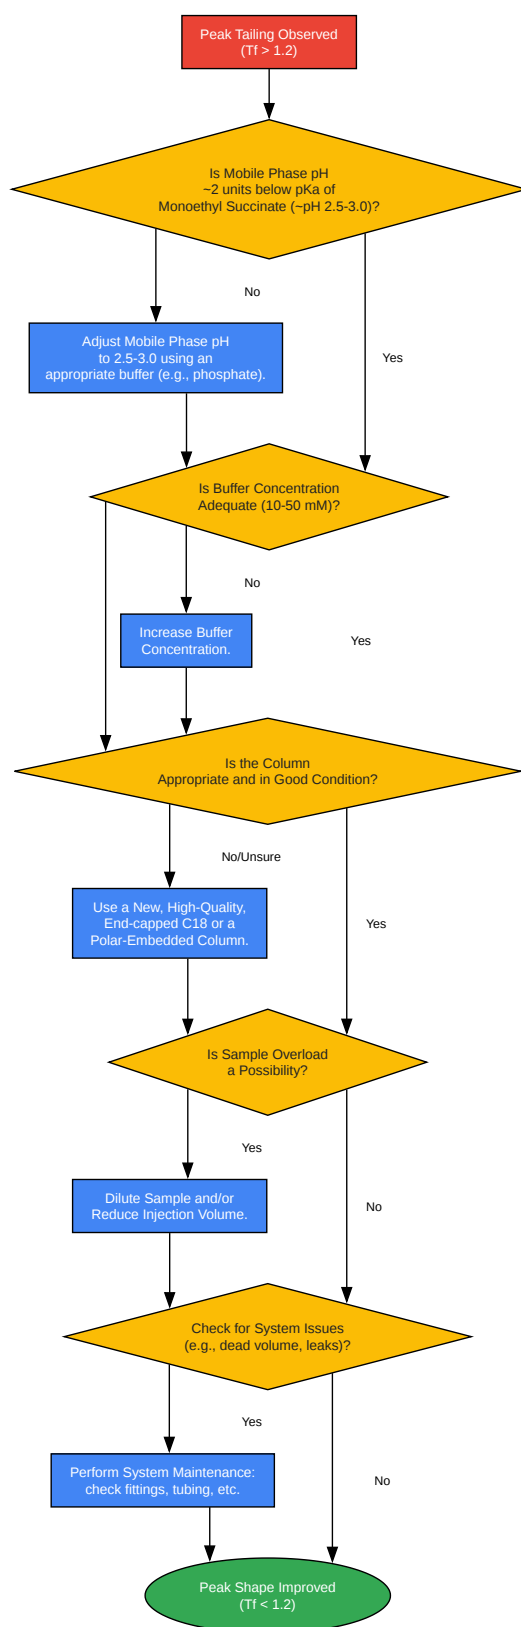 Peak Tailing Observed
(Tf > 1.2)
Is Mobile Phase pH
~2 units below pKa of
Monoethyl Succinate (~pH 2.5-3.0)?
No
Adjust Mobile Phase pH
to 2.5-3.0 using an
appropriate buffer (e.g., phosphate).
Yes
Is Buffer Concentration
Adequate (10-50 mM)?
No
Increase Buffer
Concentration.
Yes
Is the Column
Appropriate and in Good Condition?
No/Unsure
Use a New, High-Quality,
End-capped C18 or a
Polar-Embedded Column.
Yes
Is Sample Overload
a Possibility?
Yes
Dilute Sample and/or
Reduce Injection Volume.
No
Check for System Issues
(e.g., dead volume, leaks)?
Yes
Perform System Maintenance:
check fittings, tubing, etc.
No
Peak Shape Improved
(Tf < 1.2)